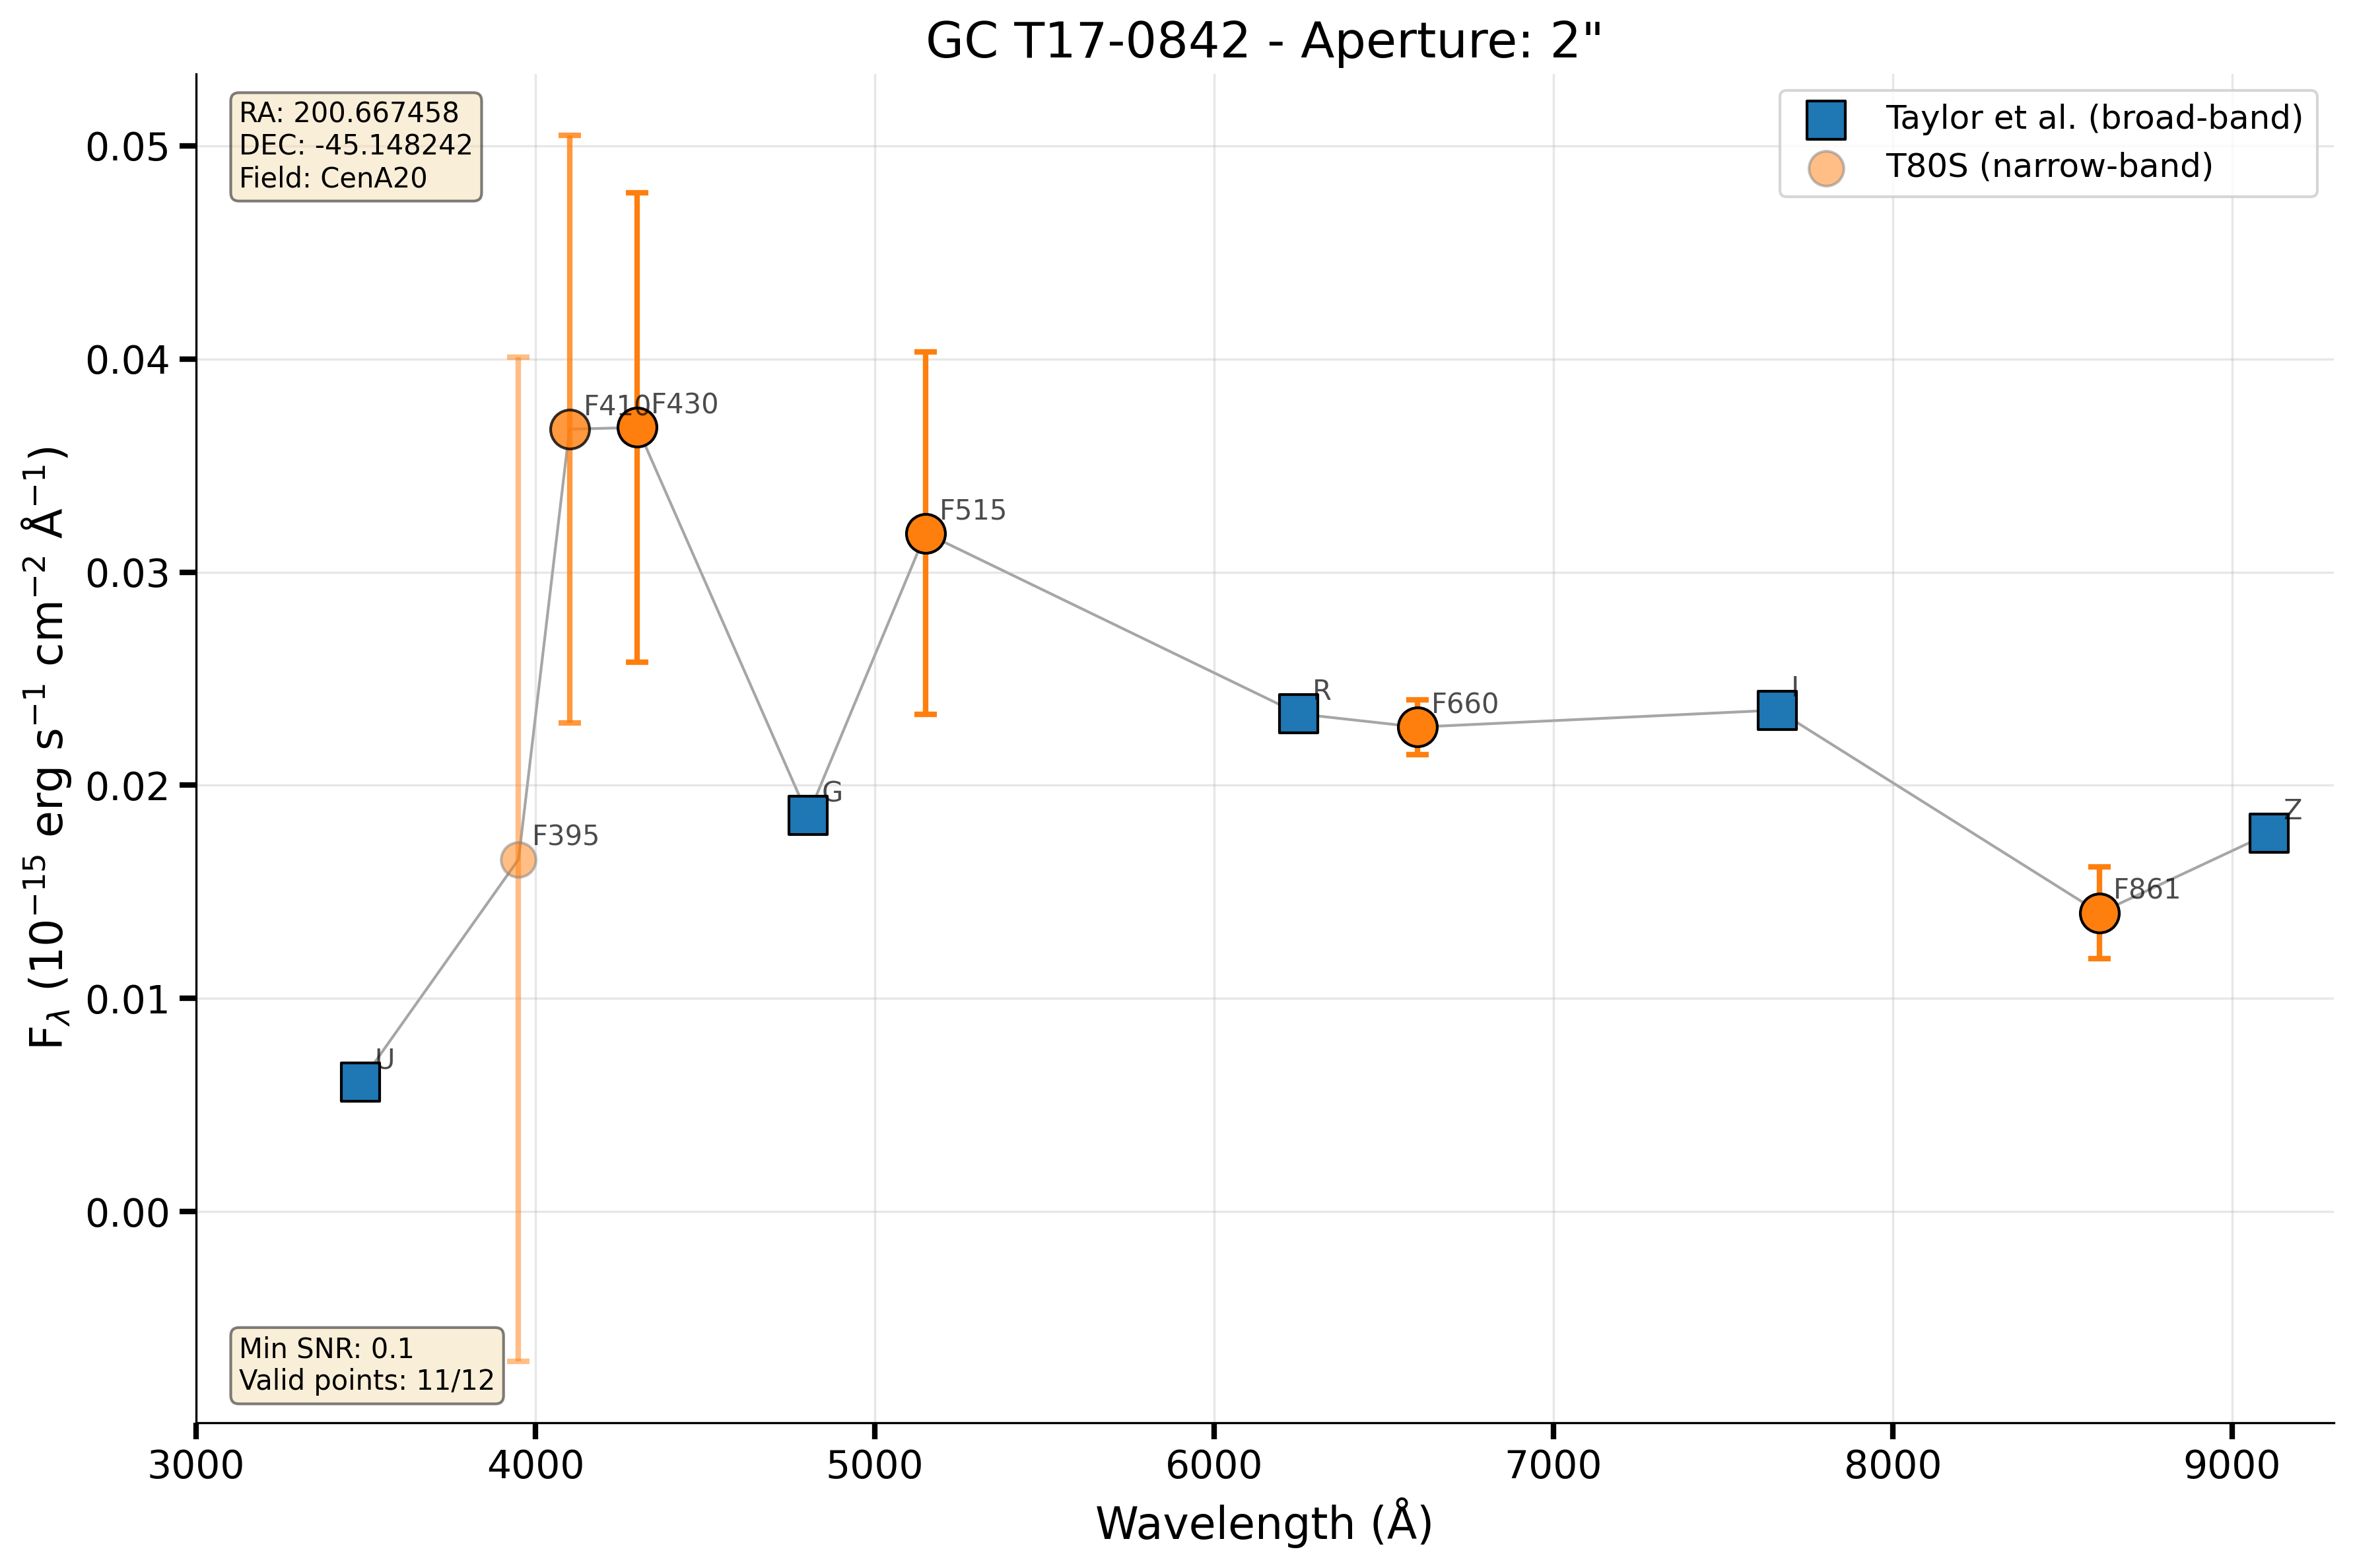 GC T17-0842 - Aperture: 2"
RA: 200.667458
DEC: -45.148242
Field: CenA20
Taylor et al. (broad-band)
T80S (narrow-band)
0.05
0.04
0.03
0.02
0.01
0.00
F$_{λ}$ (10$^{−15}$ erg s$^{−1}$ cm$^{−2}$ Å$^{−1}$)
F410
F430
F515
R
F660
I
G
Z
F395
F861
U
Min SNR: 0.1
Valid points: 11/12
3000 4000 5000 6000 7000 8000 9000
Wavelength (Å)